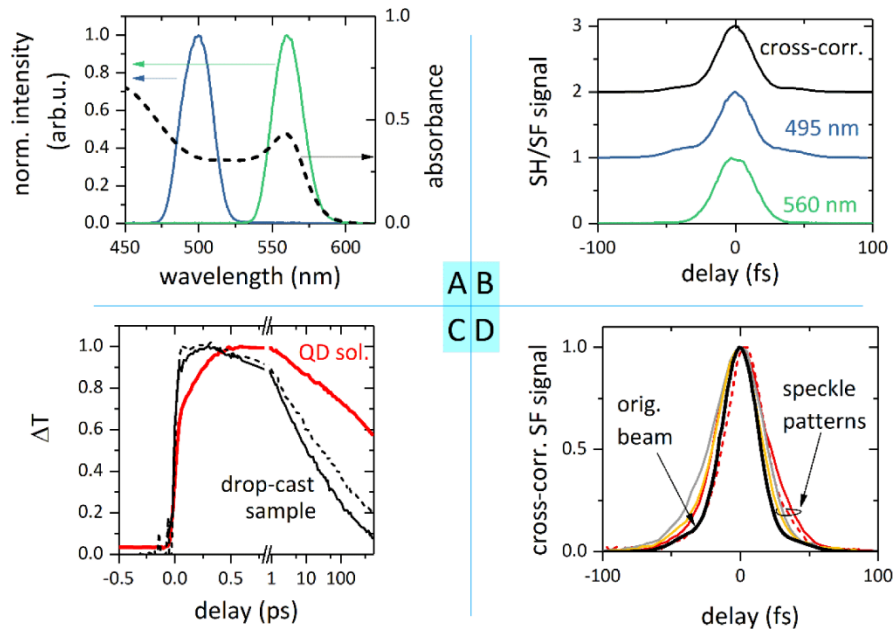 norm. intensity
(arb.u.)
1.0
0.8
0.6
0.4
0.2
0.0
450
500
550
600
wavelength (nm)
1.0
0.5
0.0
absorbance
SH/SF signal
3
2
1
0
cross-corr.
495 nm
560 nm
-100
0
100
delay (fs)
A B
C D
ΔT
1.0
0.8
0.6
0.4
0.2
0.0
QD sol.
drop-cast
sample
-0.5
0.0
0.5
1
10
100
delay (ps)
cross-corr. SF signal
1.0
0.5
0.0
orig.
beam
speckle
patterns
-100
0
100
delay (fs)